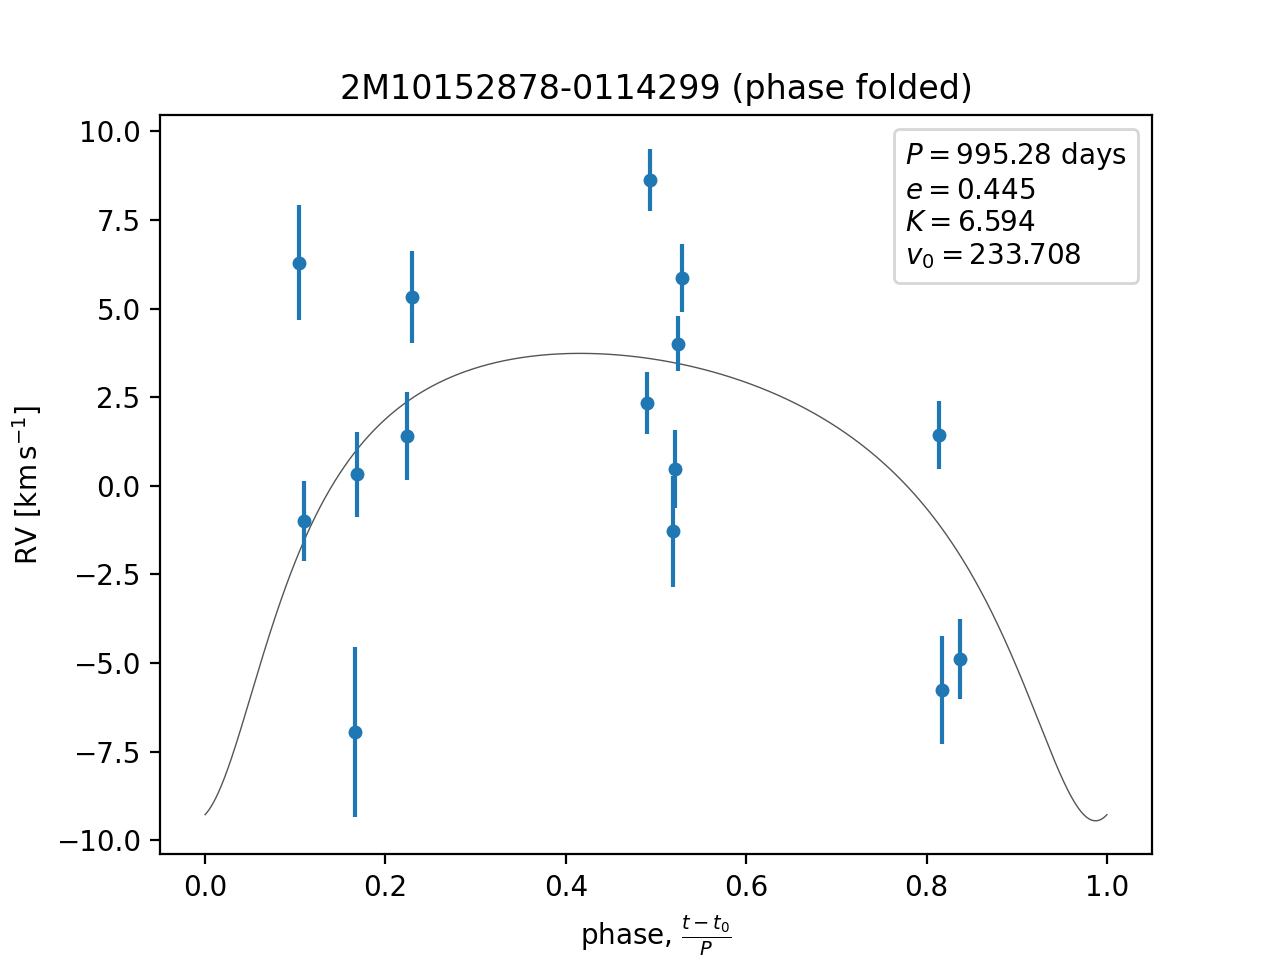 2M10152878-0114299 (phase folded)
P = 995.28 days
e = 0.445
K = 6.594
v₀ = 233.708
RV [km s⁻¹]
10.0
7.5
5.0
2.5
0.0
−2.5
−5.0
−7.5
−10.0
0.0 0.2 0.4 0.6 0.8 1.0
phase, (t − t₀)/P